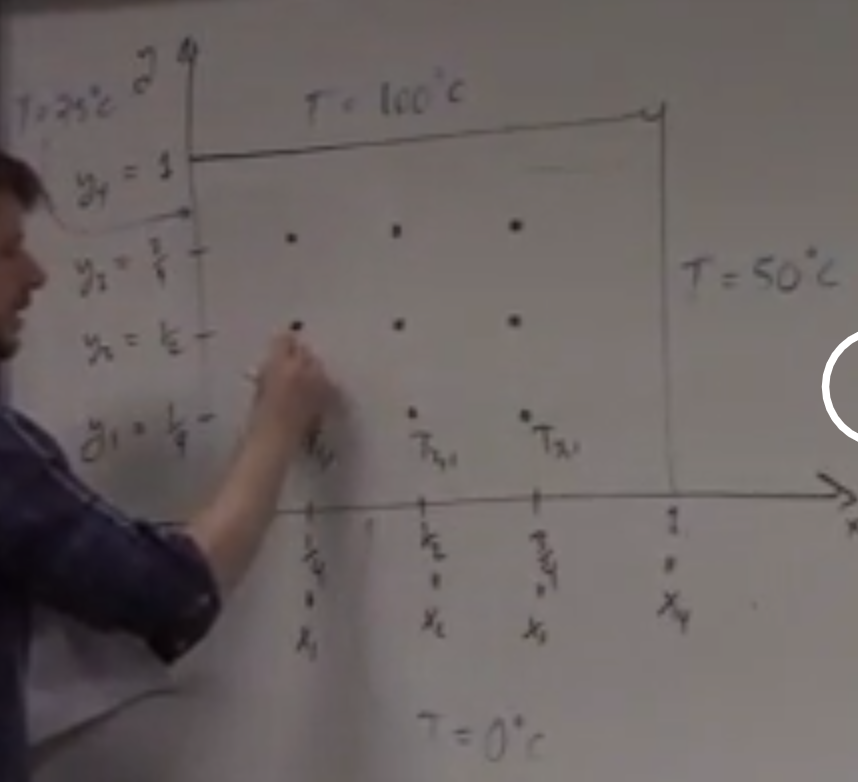 y
T = 25°C
T = 100°C
y₄ = 1
y₃ = 3/4
T = 50°C
y₂ = 1/2
y₁ = 1/4
T₂,₁
T₃,₁
1/4
1/2
3/4
1
x
x₁
x₂
x₃
x₄
T = 0°C